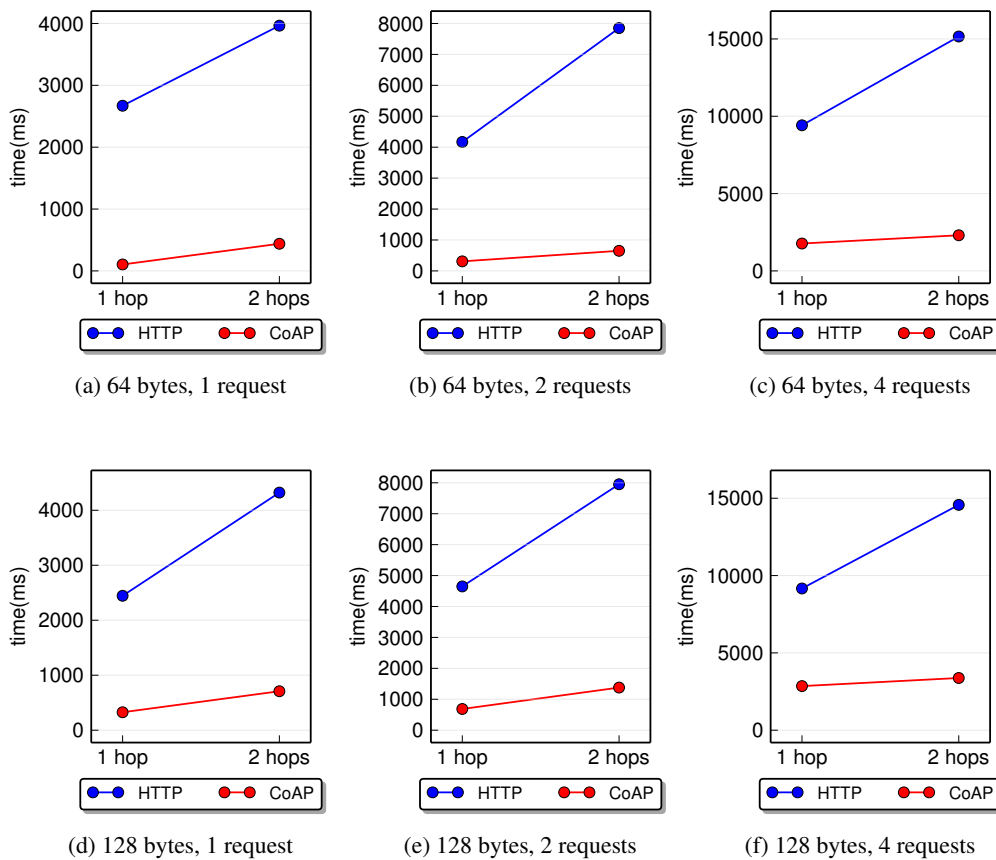 4000
3000
2000
1000
0
time(ms)
1 hop
2 hops
HTTP
CoAP
(a) 64 bytes, 1 request
8000
7000
6000
5000
4000
3000
2000
1000
0
time(ms)
1 hop
2 hops
HTTP
CoAP
(b) 64 bytes, 2 requests
15000
10000
5000
0
time(ms)
1 hop
2 hops
HTTP
CoAP
(c) 64 bytes, 4 requests
4000
3000
2000
1000
0
time(ms)
1 hop
2 hops
HTTP
CoAP
(d) 128 bytes, 1 request
8000
7000
6000
5000
4000
3000
2000
1000
0
time(ms)
1 hop
2 hops
HTTP
CoAP
(e) 128 bytes, 2 requests
15000
10000
5000
0
time(ms)
1 hop
2 hops
HTTP
CoAP
(f) 128 bytes, 4 requests